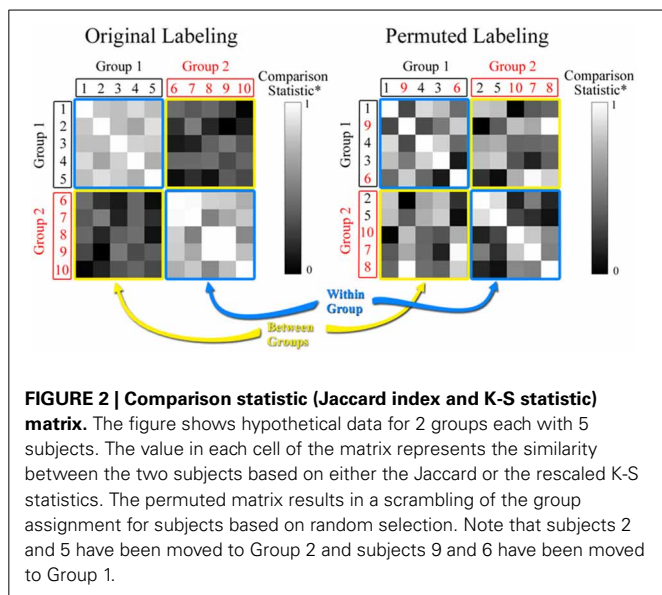 Original Labeling
Permuted Labeling
Group 1
Group 2
Comparison
Statistic*
1 2 3 4 5
6 7 8 9 10
1
0
Group 1
1
2
3
4
5
Group 2
6
7
8
9
10
Group 1
Group 2
Comparison
Statistic*
1 9 4 3 6
2 5 10 7 8
1
0
Group 1
1
9
4
3
6
Group 2
2
5
10
7
8
Within
Group
Between
Groups
FIGURE 2 | Comparison statistic (Jaccard index and K-S statistic)
matrix. The figure shows hypothetical data for 2 groups each with 5
subjects. The value in each cell of the matrix represents the similarity
between the two subjects based on either the Jaccard or the rescaled K-S
statistics. The permuted matrix results in a scrambling of the group
assignment for subjects based on random selection. Note that subjects 2
and 5 have been moved to Group 2 and subjects 9 and 6 have been moved
to Group 1.